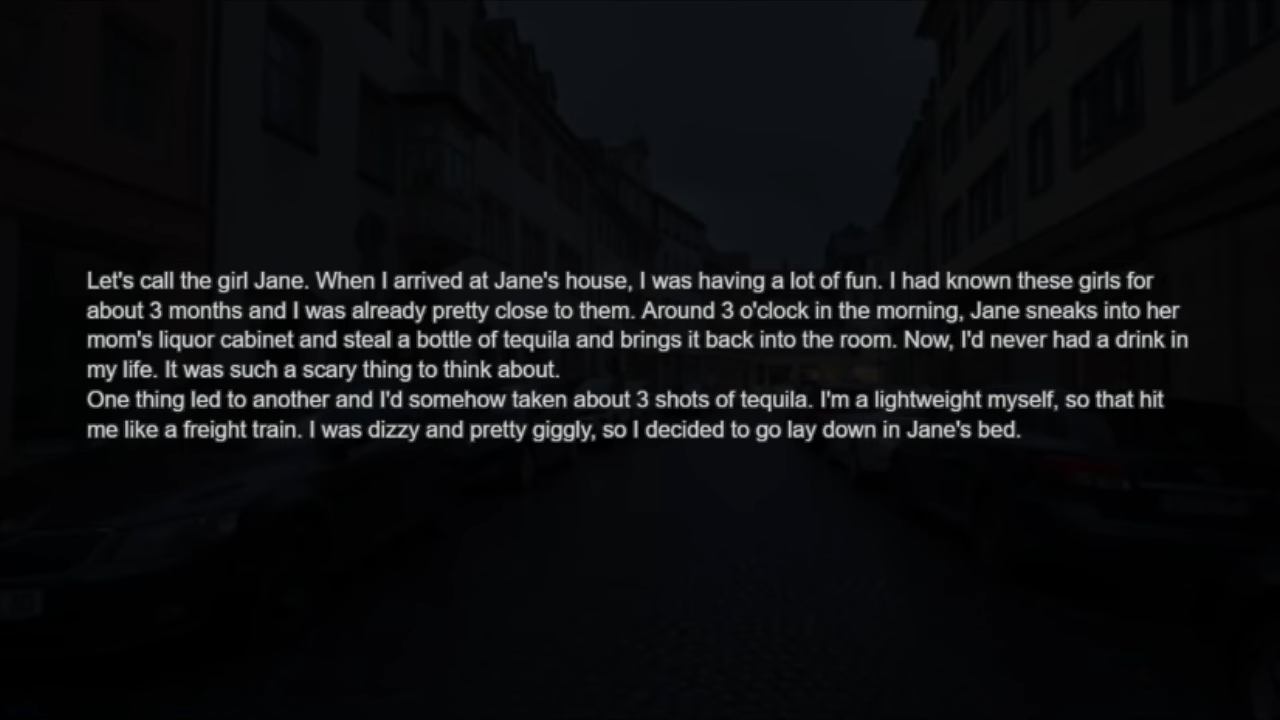 Let's call the girl Jane. When I arrived at Jane's house, I was having a lot of fun. I had known these girls for
about 3 months and I was already pretty close to them. Around 3 o'clock in the morning, Jane sneaks into her
mom's liquor cabinet and steal a bottle of tequila and brings it back into the room. Now, I'd never had a drink in
my life. It was such a scary thing to think about.
One thing led to another and I'd somehow taken about 3 shots of tequila. I'm a lightweight myself, so that hit
me like a freight train. I was dizzy and pretty giggly, so I decided to go lay down in Jane's bed.